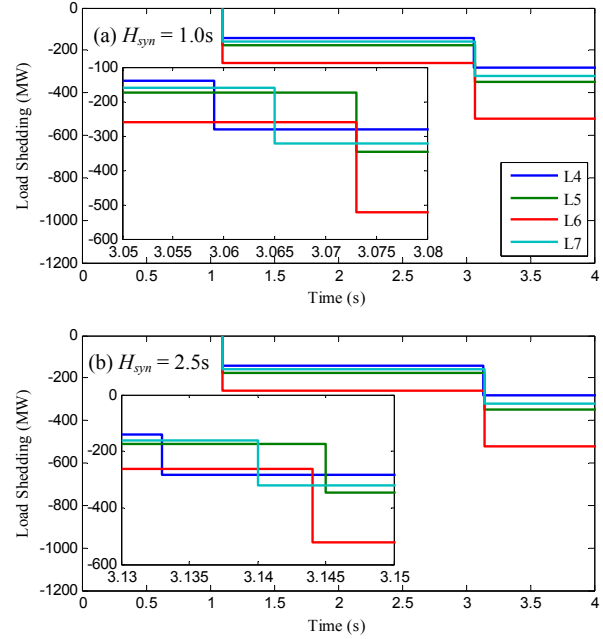 0
(a) H_syn = 1.0s
-200
-400
-600
-800
-1000
-1200
Load Shedding (MW)
-100
-200
-300
-400
-500
-600
3.05 3.055 3.06 3.065 3.07 3.075 3.08
L4
L5
L6
L7
0 0.5 1 1.5 2 2.5 3 3.5 4
Time (s)
0
(b) H_syn = 2.5s
-200
-400
-600
-800
-1000
-1200
Load Shedding (MW)
0
-200
-400
-600
3.13 3.135 3.14 3.145 3.15
0 0.5 1 1.5 2 2.5 3 3.5 4
Time (s)